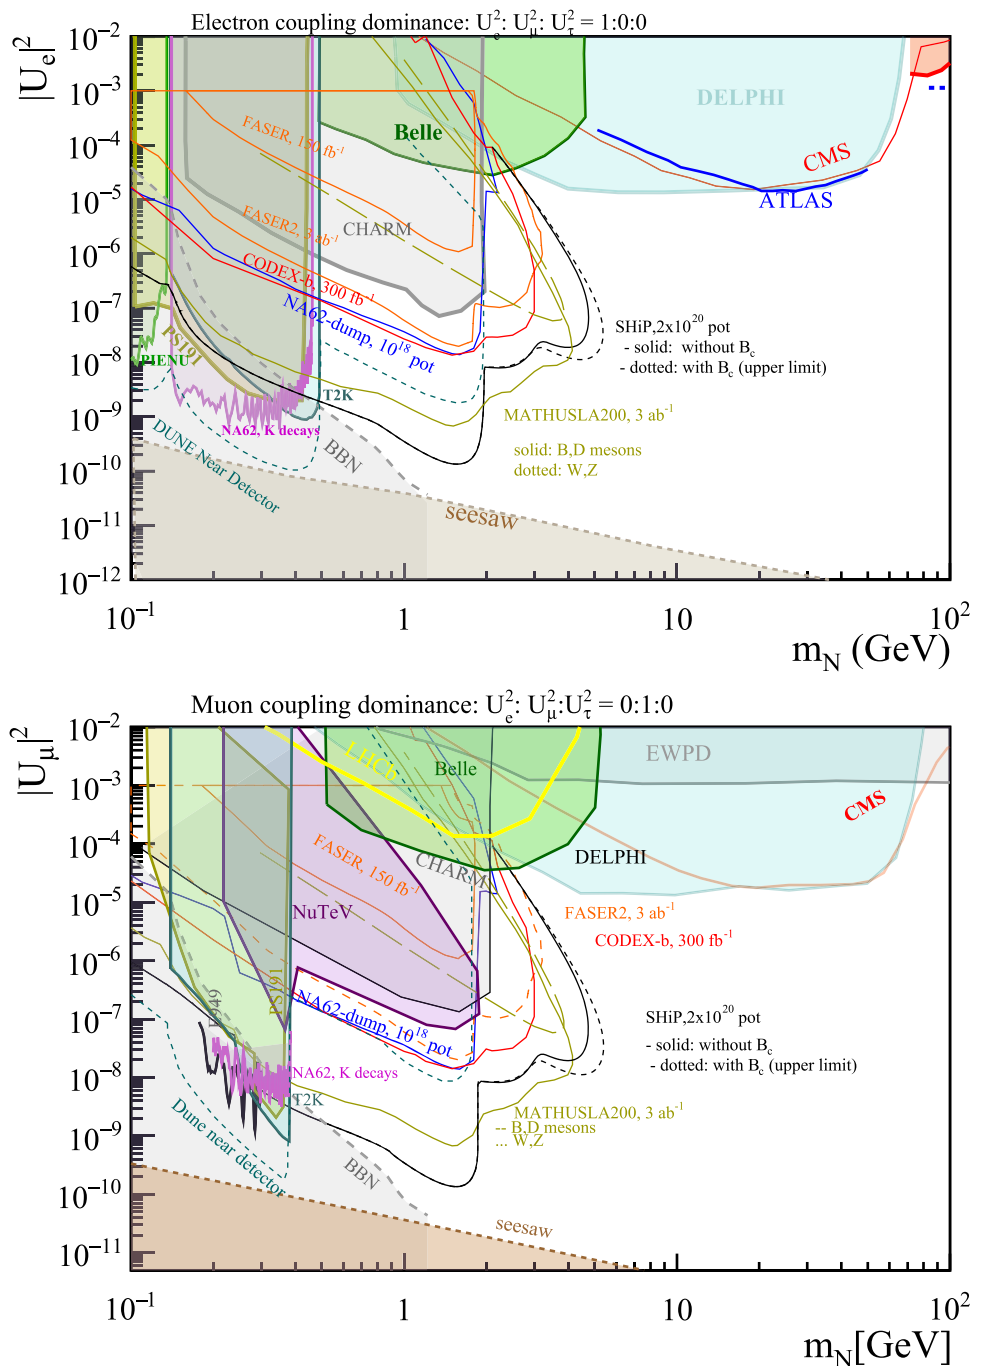 Electron coupling dominance: U²ₑ: U²μ: U²τ = 1:0:0
|Uₑ|²
10⁻²
10⁻³
10⁻⁴
10⁻⁵
10⁻⁶
10⁻⁷
10⁻⁸
10⁻⁹
10⁻¹⁰
10⁻¹¹
10⁻¹²
DELPHI
Belle
FASER, 150 fb⁻¹
CMS
ATLAS
FASER2, 3 ab⁻¹
CHARM
CODEX-b, 300 fb⁻¹
NA62-dump, 10¹⁸ pot
SHiP,2x10²⁰ pot
- solid: without B_c
- dotted: with B_c (upper limit)
PS191
PIENU
T2K
NA62, K decays
MATHUSLA200, 3 ab⁻¹
solid: B,D mesons
dotted: W,Z
DUNE Near Detector
BBN
seesaw
10⁻¹ 1 10 10²
m_N (GeV)
Muon coupling dominance: U²ₑ: U²μ:U²τ = 0:1:0
|Uμ|²
10⁻²
10⁻³
10⁻⁴
10⁻⁵
10⁻⁶
10⁻⁷
10⁻⁸
10⁻⁹
10⁻¹⁰
10⁻¹¹
LHCb
Belle
EWPD
CMS
FASER, 150 fb⁻¹
CHARM
DELPHI
NuTeV
FASER2, 3 ab⁻¹
CODEX-b, 300 fb⁻¹
PS191
E949
NA62-dump, 10¹⁸ pot
SHiP,2x10²⁰ pot
- solid: without B_c
- dotted: with B_c (upper limit)
NA62, K decays
T2K
MATHUSLA200, 3 ab⁻¹
-- B,D mesons
... W,Z
Dune near detector
BBN
seesaw
10⁻¹ 1 10 10²
m_N[GeV]